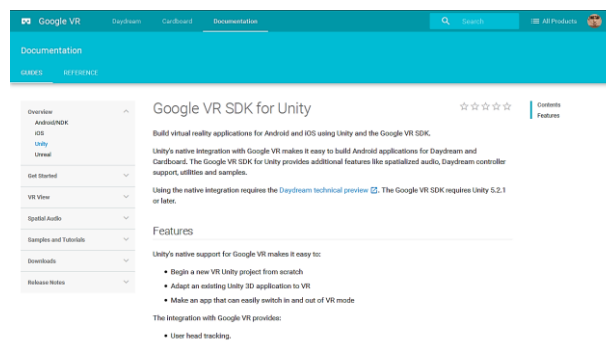 Google VR
Daydream
Cardboard
Documentation
Search
All Products
Documentation
GUIDES
REFERENCE
Overview
Android/NDK
iOS
Unity
Unreal
Get Started
VR View
Spatial Audio
Samples and Tutorials
Downloads
Release Notes
Google VR SDK for Unity
Build virtual reality applications for Android and iOS using Unity and the Google VR SDK.
Unity's native integration with Google VR makes it easy to build Android applications for Daydream and
Cardboard. The Google VR SDK for Unity provides additional features like spatialized audio, Daydream controller
support, utilities and samples.
Using the native integration requires the Daydream technical preview. The Google VR SDK requires Unity 5.2.1
or later.
Features
Unity's native support for Google VR makes it easy to:
• Begin a new VR Unity project from scratch
• Adapt an existing Unity 3D application to VR
• Make an app that can easily switch in and out of VR mode
The integration with Google VR provides:
• User head tracking.
Contents
Features